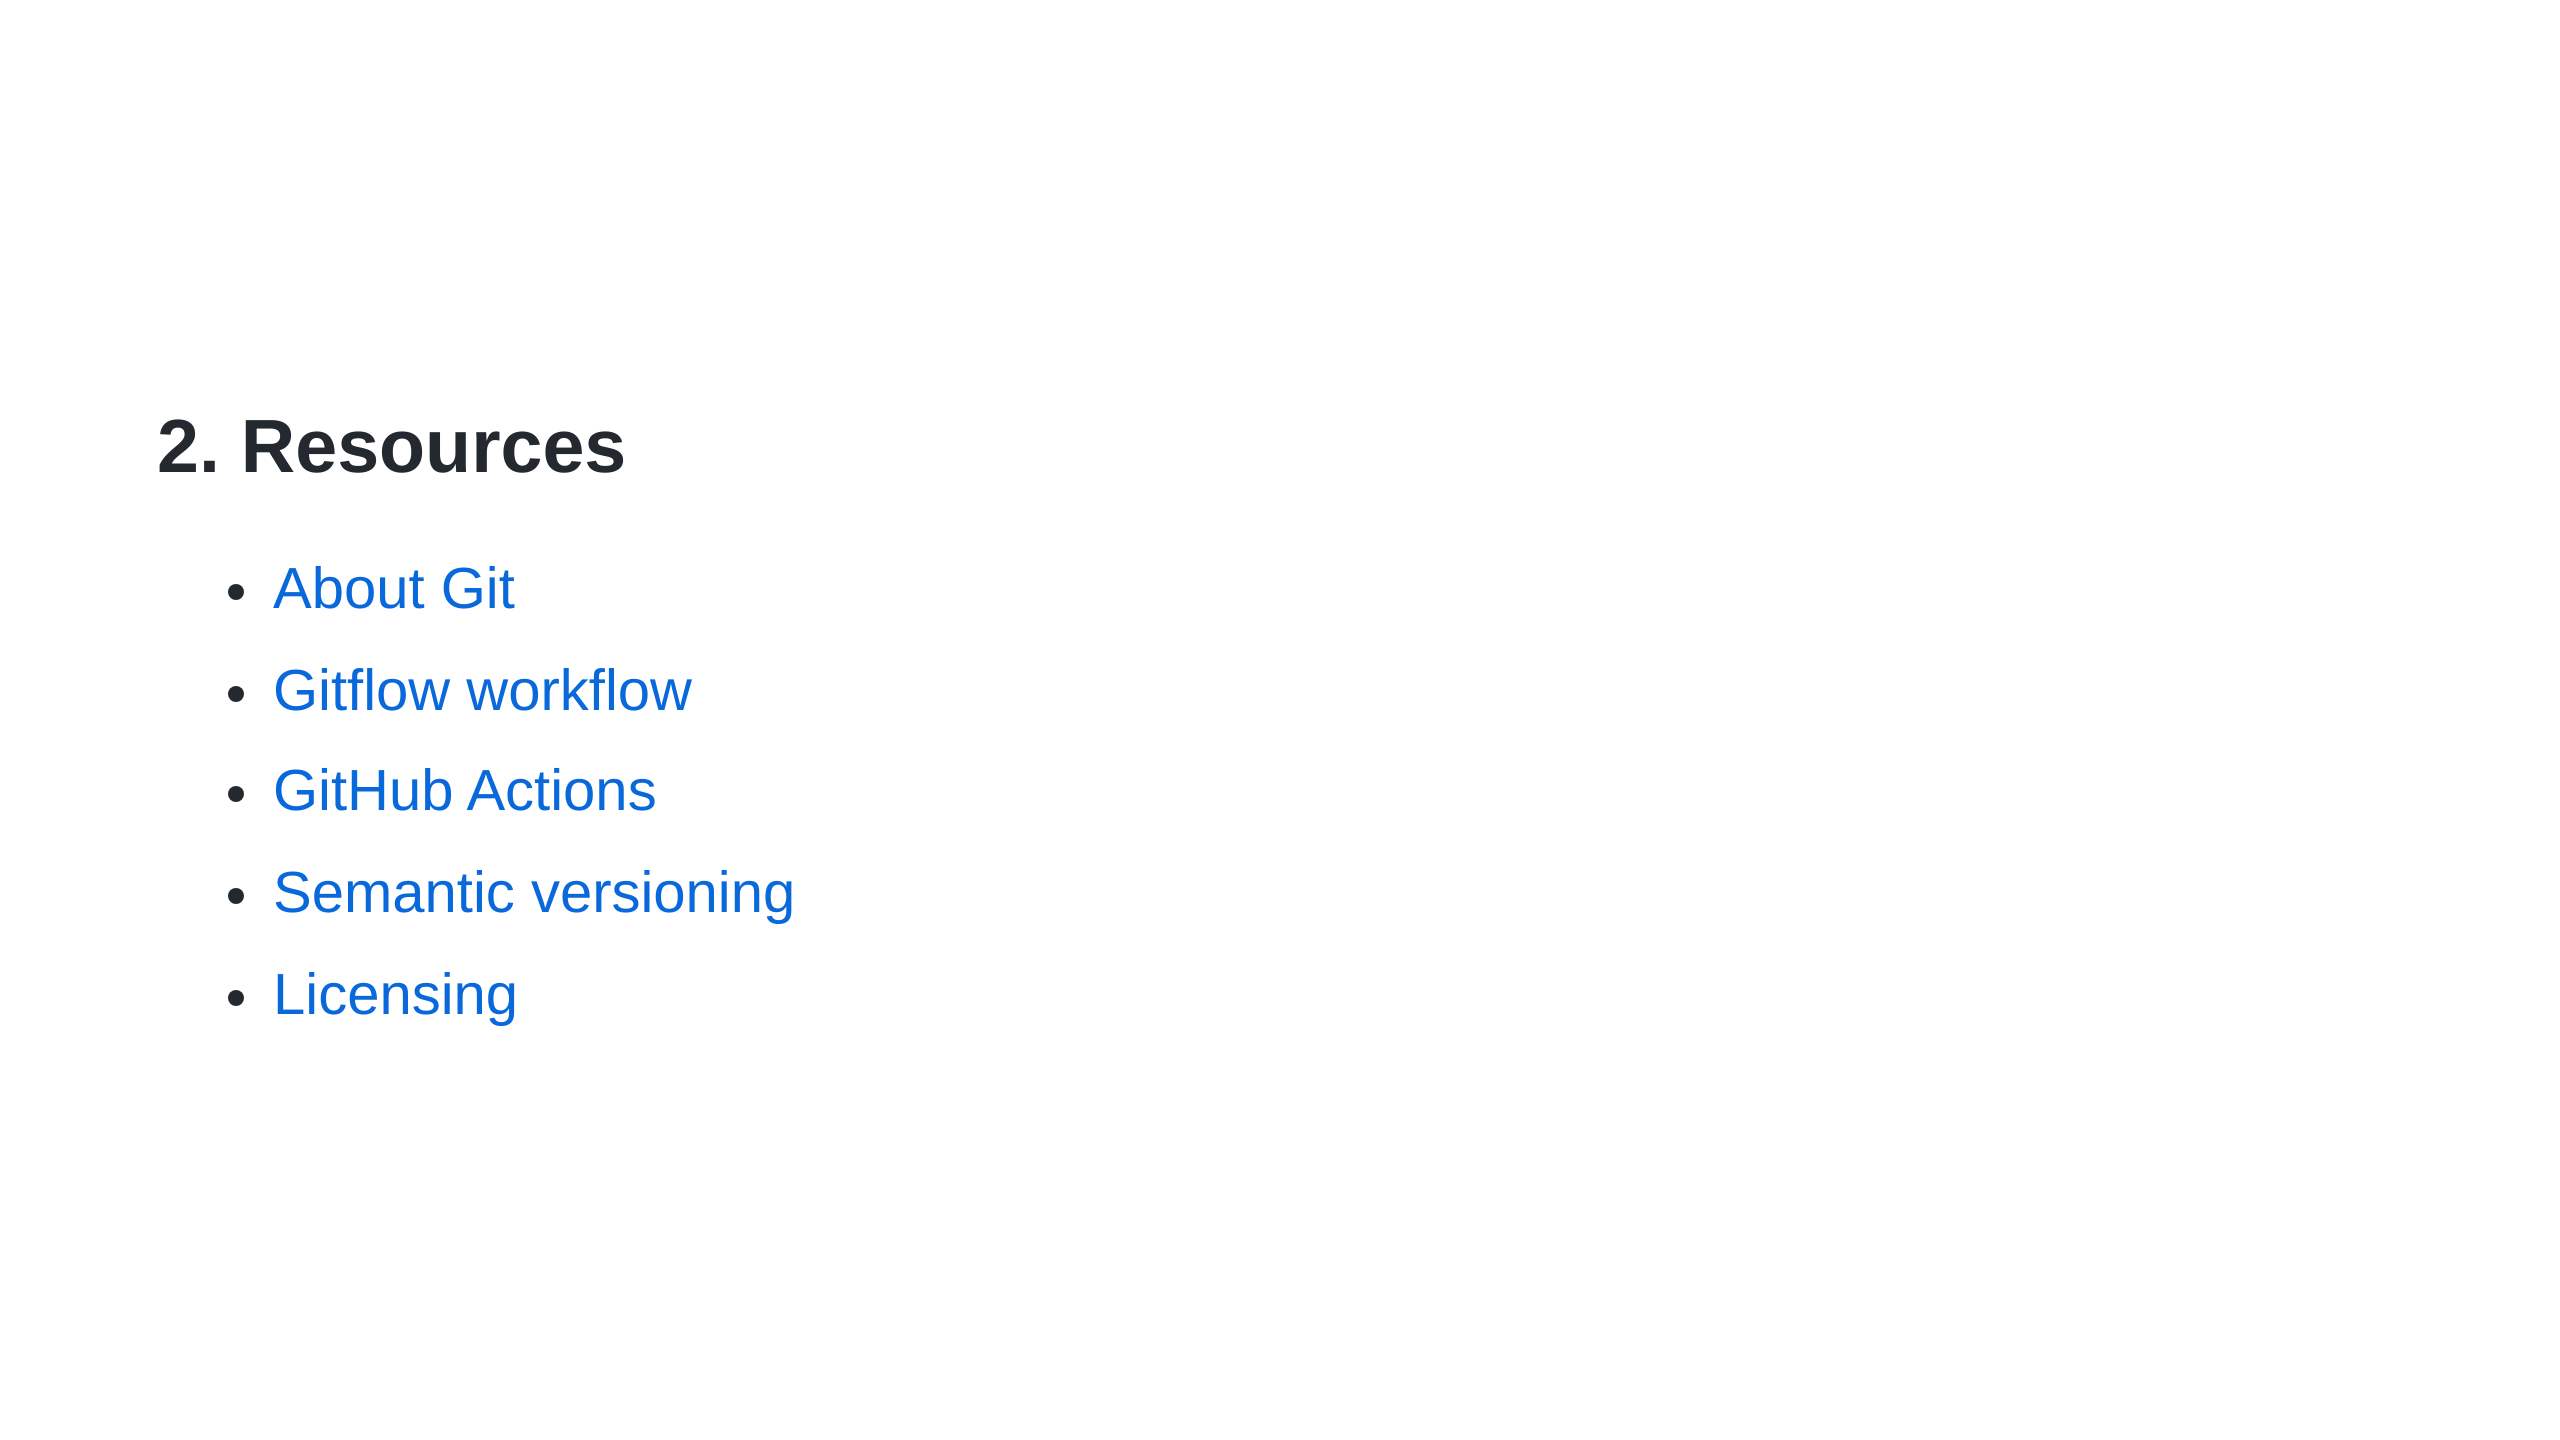 2. Resources
• About Git
• Gitflow workflow
• GitHub Actions
• Semantic versioning
• Licensing